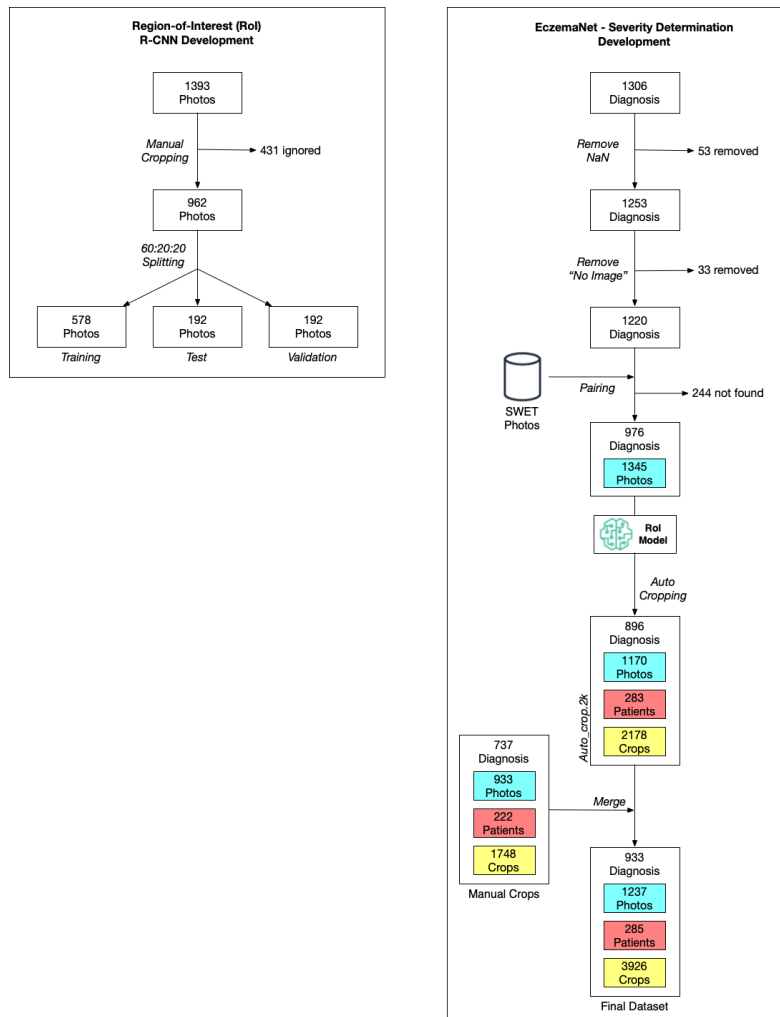 Region-of-Interest (RoI)
R-CNN Development
1393
Photos
Manual
Cropping
431 ignored
962
Photos
60:20:20
Splitting
578
Photos
192
Photos
192
Photos
Training
Test
Validation
EczemaNet - Severity Determination
Development
1306
Diagnosis
Remove
NaN
53 removed
1253
Diagnosis
Remove
“No Image”
33 removed
1220
Diagnosis
SWET
Photos
Pairing
244 not found
976
Diagnosis
1345
Photos
RoI
Model
Auto
Cropping
896
Diagnosis
1170
Photos
283
Patients
2178
Crops
Auto_crop.2k
737
Diagnosis
933
Photos
222
Patients
1748
Crops
Manual Crops
Merge
933
Diagnosis
1237
Photos
285
Patients
3926
Crops
Final Dataset